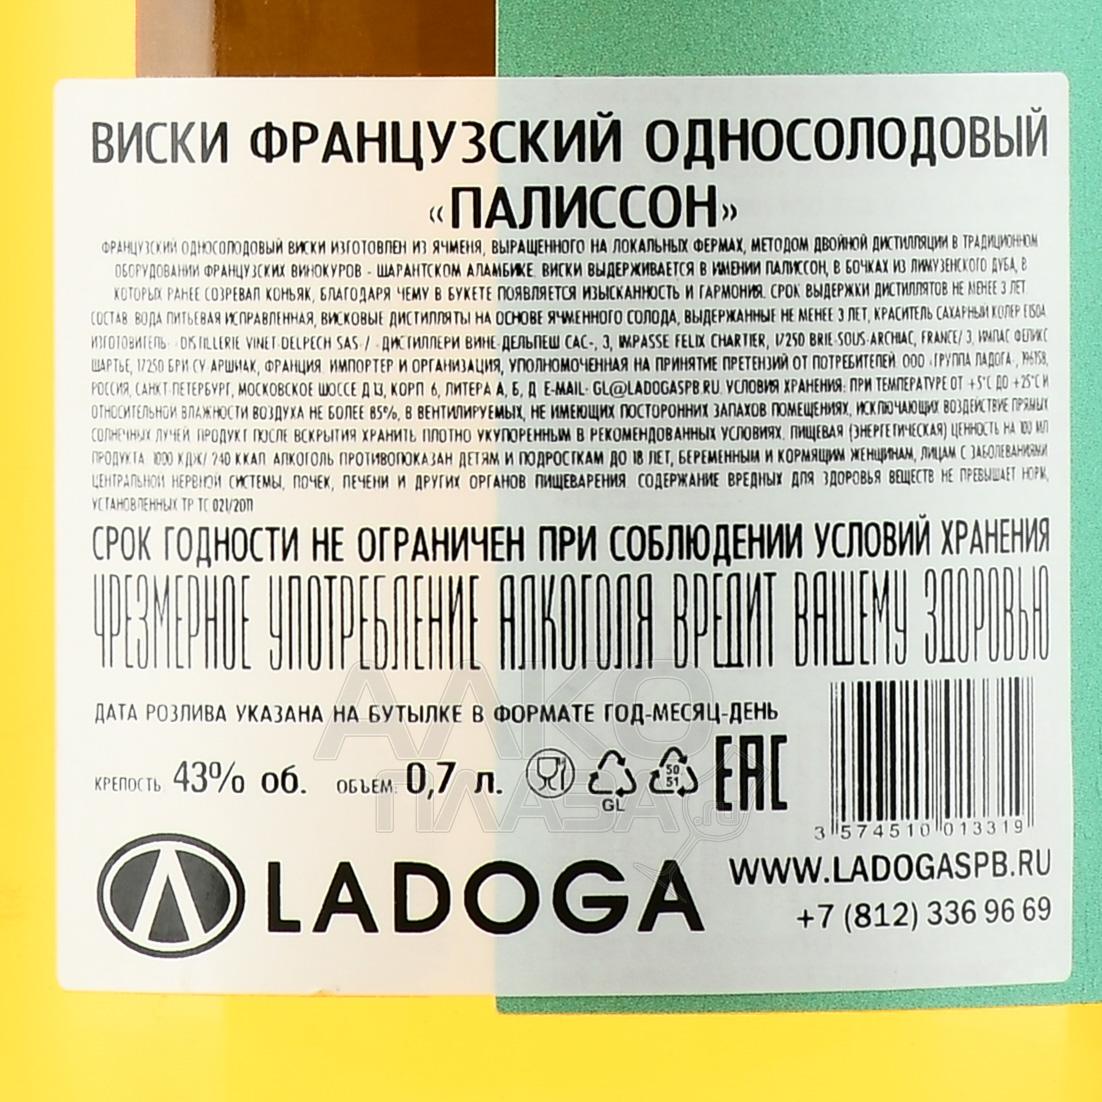 ВИСКИ ФРАНЦУЗСКИЙ ОДНОСОЛОДОВЫЙ
«ПАЛИССОН»
ФРАНЦУЗСКИЙ ОДНОСОЛОДОВЫЙ ВИСКИ ИЗГОТОВЛЕН ИЗ ЯЧМЕНЯ, ВЫРАЩЕННОГО НА ЛОКАЛЬНЫХ ФЕРМАХ, МЕТОДОМ ДВОЙНОЙ ДИСТИЛЛЯЦИИ В ТРАДИЦИОННОМ
ОБОРУДОВАНИИ ФРАНЦУЗСКИХ ВИНОКУРОВ - ШАРАНТСКОМ АЛАМБИКЕ. ВИСКИ ВЫДЕРЖИВАЕТСЯ В ИМЕНИИ ПАЛИССОН, В БОЧКАХ ИЗ ЛИМУЗЕНСКОГО ДУБА, В
КОТОРЫХ РАНЕЕ СОЗРЕВАЛ КОНЬЯК, БЛАГОДАРЯ ЧЕМУ В БУКЕТЕ ПОЯВЛЯЕТСЯ ИЗЫСКАННОСТЬ И ГАРМОНИЯ. СРОК ВЫДЕРЖКИ ДИСТИЛЛЯТОВ НЕ МЕНЕЕ 3 ЛЕТ.
СОСТАВ: ВОДА ПИТЬЕВАЯ ИСПРАВЛЕННАЯ, ВИСКОВЫЕ ДИСТИЛЛЯТЫ НА ОСНОВЕ ЯЧМЕННОГО СОЛОДА, ВЫДЕРЖАННЫЕ НЕ МЕНЕЕ 3 ЛЕТ, КРАСИТЕЛЬ САХАРНЫЙ КОЛЕР Е150А.
ИЗГОТОВИТЕЛЬ: «DISTILLERIE VINET-DELPECH SAS» / «ДИСТИЛЛЕРИ ВИНЕ-ДЕЛЬПЕШ САС», 3, IMPASSE FELIX CHARTIER, 17250 BRIE-SOUS-ARCHIAC, FRANCE/ 3, ИМПАС ФЕЛИКС
ШАРТЬЕ, 17250 БРИ СУ АРШИАК, ФРАНЦИЯ. ИМПОРТЕР И ОРГАНИЗАЦИЯ, УПОЛНОМОЧЕННАЯ НА ПРИНЯТИЕ ПРЕТЕНЗИЙ ОТ ПОТРЕБИТЕЛЕЙ: ООО «ГРУППА ЛАДОГА», 196158,
РОССИЯ, САНКТ-ПЕТЕРБУРГ, МОСКОВСКОЕ ШОССЕ Д.13, КОРП. 6, ЛИТЕРА А, Б, Д. E-MAIL: GL@LADOGASPB.RU. УСЛОВИЯ ХРАНЕНИЯ: ПРИ ТЕМПЕРАТУРЕ ОТ +5°С ДО +25°С И
ОТНОСИТЕЛЬНОЙ ВЛАЖНОСТИ ВОЗДУХА НЕ БОЛЕЕ 85%, В ВЕНТИЛИРУЕМЫХ, НЕ ИМЕЮЩИХ ПОСТОРОННИХ ЗАПАХОВ ПОМЕЩЕНИЯХ, ИСКЛЮЧАЮЩИХ ВОЗДЕЙСТВИЕ ПРЯМЫХ
СОЛНЕЧНЫХ ЛУЧЕЙ. ПРОДУКТ ПОСЛЕ ВСКРЫТИЯ ХРАНИТЬ ПЛОТНО УКУПОРЕННЫМ В РЕКОМЕНДОВАННЫХ УСЛОВИЯХ. ПИЩЕВАЯ (ЭНЕРГЕТИЧЕСКАЯ) ЦЕННОСТЬ НА 100 МЛ
ПРОДУКТА: 1000 КДЖ/ 240 ККАЛ. АЛКОГОЛЬ ПРОТИВОПОКАЗАН ДЕТЯМ И ПОДРОСТКАМ ДО 18 ЛЕТ, БЕРЕМЕННЫМ И КОРМЯЩИМ ЖЕНЩИНАМ, ЛИЦАМ С ЗАБОЛЕВАНИЯМИ
ЦЕНТРАЛЬНОЙ НЕРВНОЙ СИСТЕМЫ, ПОЧЕК, ПЕЧЕНИ И ДРУГИХ ОРГАНОВ ПИЩЕВАРЕНИЯ. СОДЕРЖАНИЕ ВРЕДНЫХ ДЛЯ ЗДОРОВЬЯ ВЕЩЕСТВ НЕ ПРЕВЫШАЕТ НОРМ,
УСТАНОВЛЕННЫХ ТР ТС 021/2011
СРОК ГОДНОСТИ НЕ ОГРАНИЧЕН ПРИ СОБЛЮДЕНИИ УСЛОВИЙ ХРАНЕНИЯ
ЧРЕЗМЕРНОЕ УПОТРЕБЛЕНИЕ АЛКОГОЛЯ ВРЕДИТ ВАШЕМУ ЗДОРОВЬЮ
ДАТА РОЗЛИВА УКАЗАНА НА БУТЫЛКЕ В ФОРМАТЕ ГОД-МЕСЯЦ-ДЕНЬ
КРЕПОСТЬ 43% об. ОБЪЕМ: 0,7 л.
GL
50
51
EAC
3 574510 013319
LADOGA
WWW.LADOGASPB.RU
+7 (812) 336 96 69
АЛКО
ПЛАЗА.ru